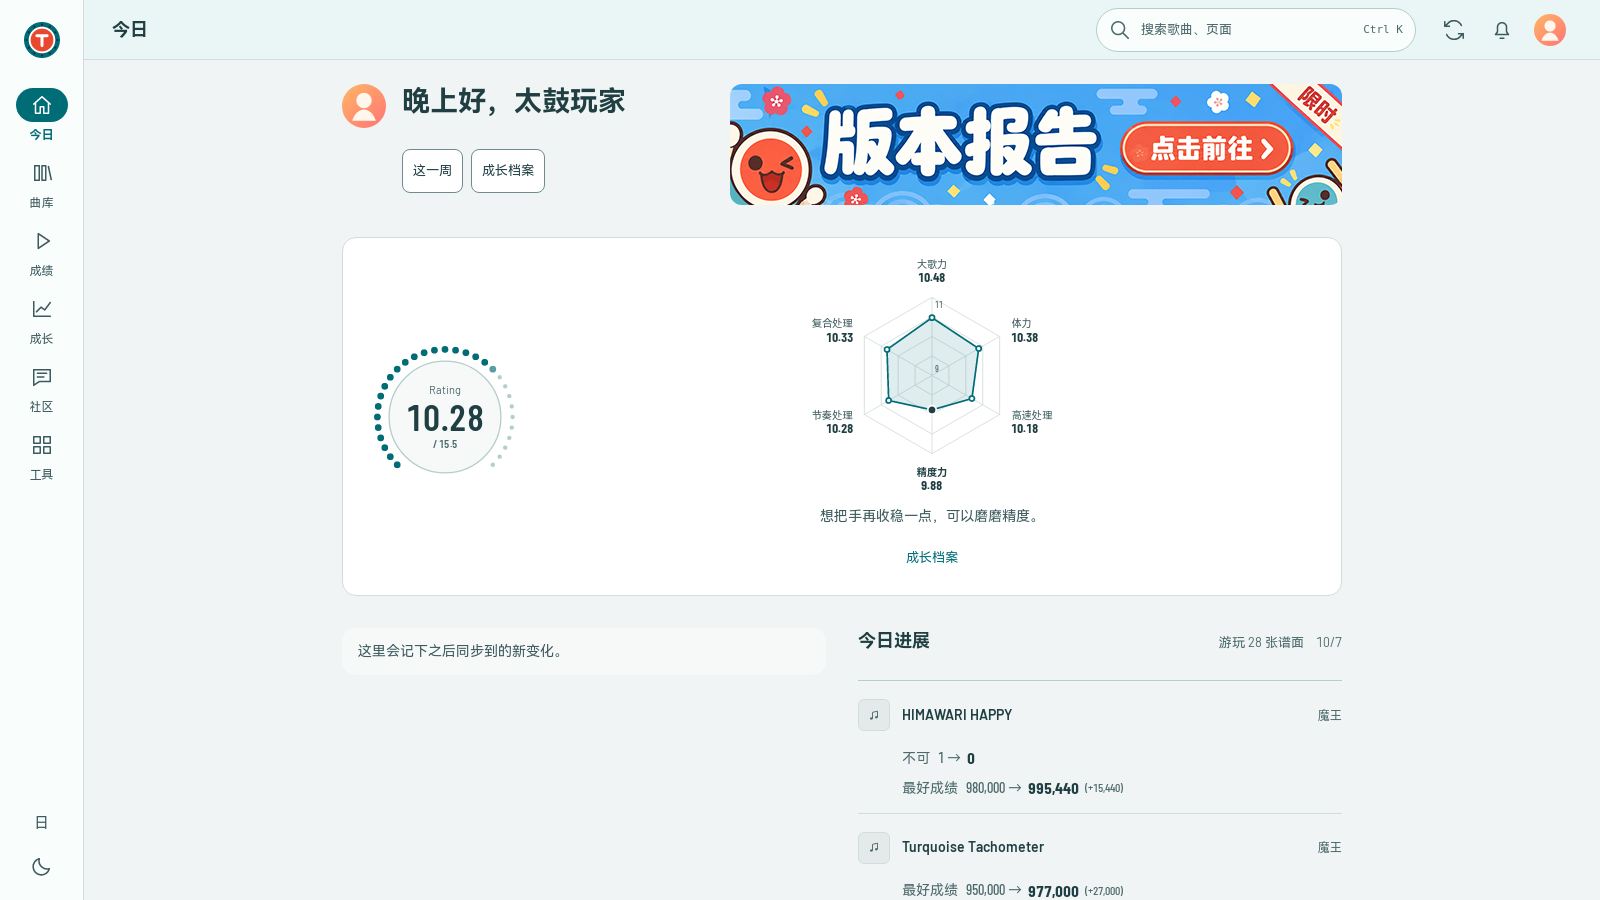 今日
搜索歌曲、页面
Ctrl K
今日
曲库
成绩
成长
社区
工具
日
晚上好，太鼓玩家
这一周
成长档案
版本报告
点击前往
限时
Rating
10.28
/ 15.5
大歌力
10.48
11
9
复合处理
10.33
体力
10.38
节奏处理
10.28
高速处理
10.18
精度力
9.88
想把手再收稳一点，可以磨磨精度。
成长档案
这里会记下之后同步到的新变化。
今日进展
游玩 28 张谱面 10/7
HIMAWARI HAPPY
魔王
不可 1 → 0
最好成绩 980,000 → 995,440 (+15,440)
Turquoise Tachometer
魔王
最好成绩 950,000 → 977,000 (+27,000)